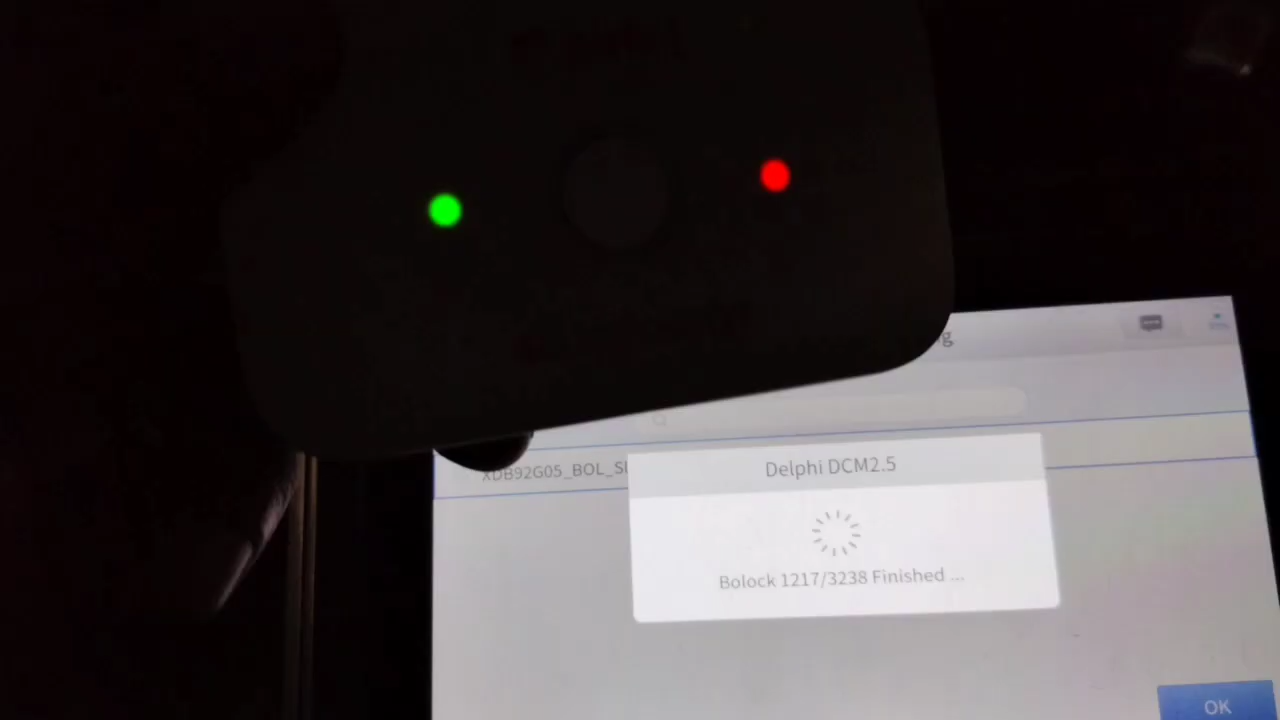 g
XDB92G05_BOL_S
Delphi DCM2.5
Bolock 1217/3238 Finished ...
OK